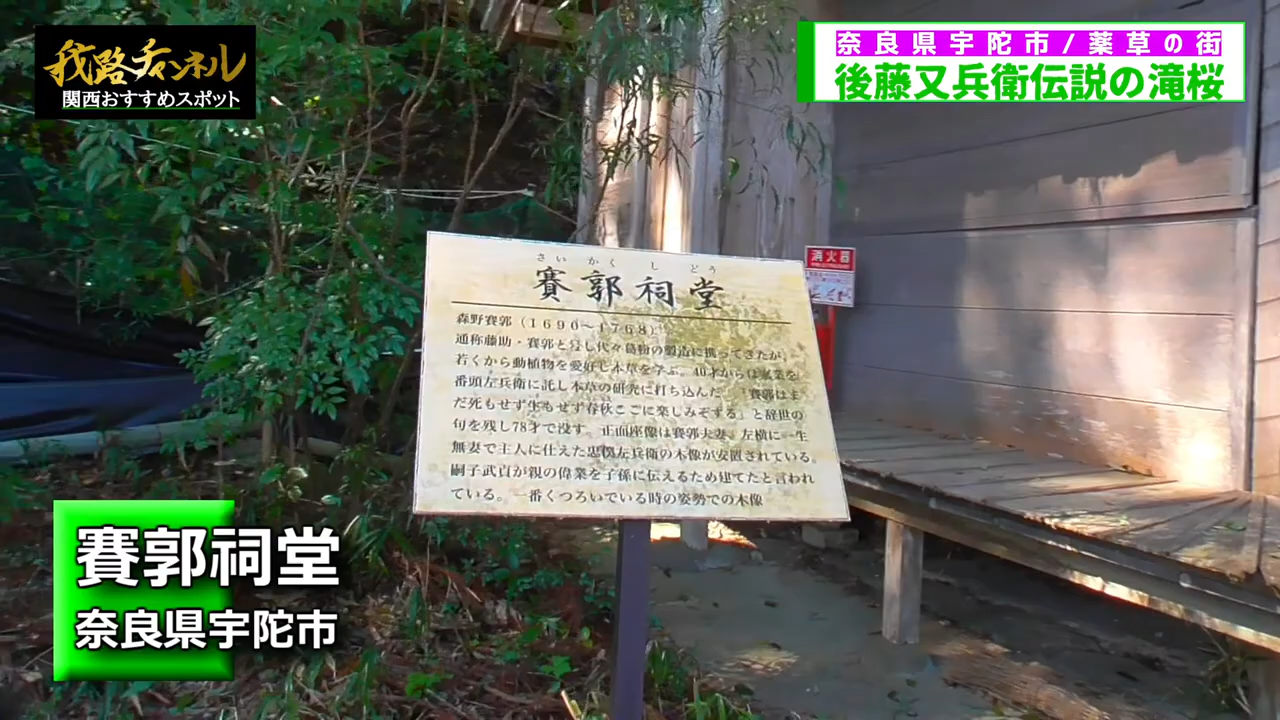 我路チャンネル
関西おすすめスポット
奈良県宇陀市/薬草の街
後藤又兵衛伝説の滝桜
さいかくしどう
賽郭祠堂
森野賽郭(1690〜1768)
通称藤助・賽郭と号し代々葛粉の製造に携ってきたが、
若くから動植物を愛好し本草を学ぶ。40才からは家業を
番頭左兵衛に託し本草の研究に打ち込んだ。「賽郭はま
だ死もせず生もせず春秋ここに楽しみぞする」と辞世の
句を残し78才で没す。正面座像は賽郭夫妻、左横に一生
無妻で主人に仕えた忠僕左兵衛の木像が安置されている。
嗣子武貞が親の偉業を子孫に伝えるため建てたと言われ
ている。一番くつろいでいる時の姿勢での木像
消火器
賽郭祠堂
奈良県宇陀市